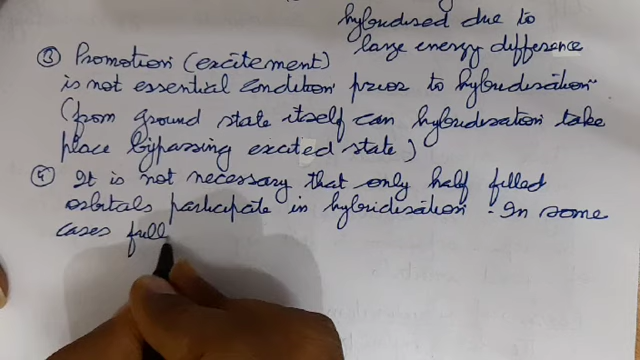 hybridised due to
large energy difference
③ Promotion (excitement)
is not essential condition prior to hybridisation.
(from ground state itself can hybridisation take
place bypassing excited state)
It is not necessary that only half filled
orbitals participate in hybridisation. In some
cases full